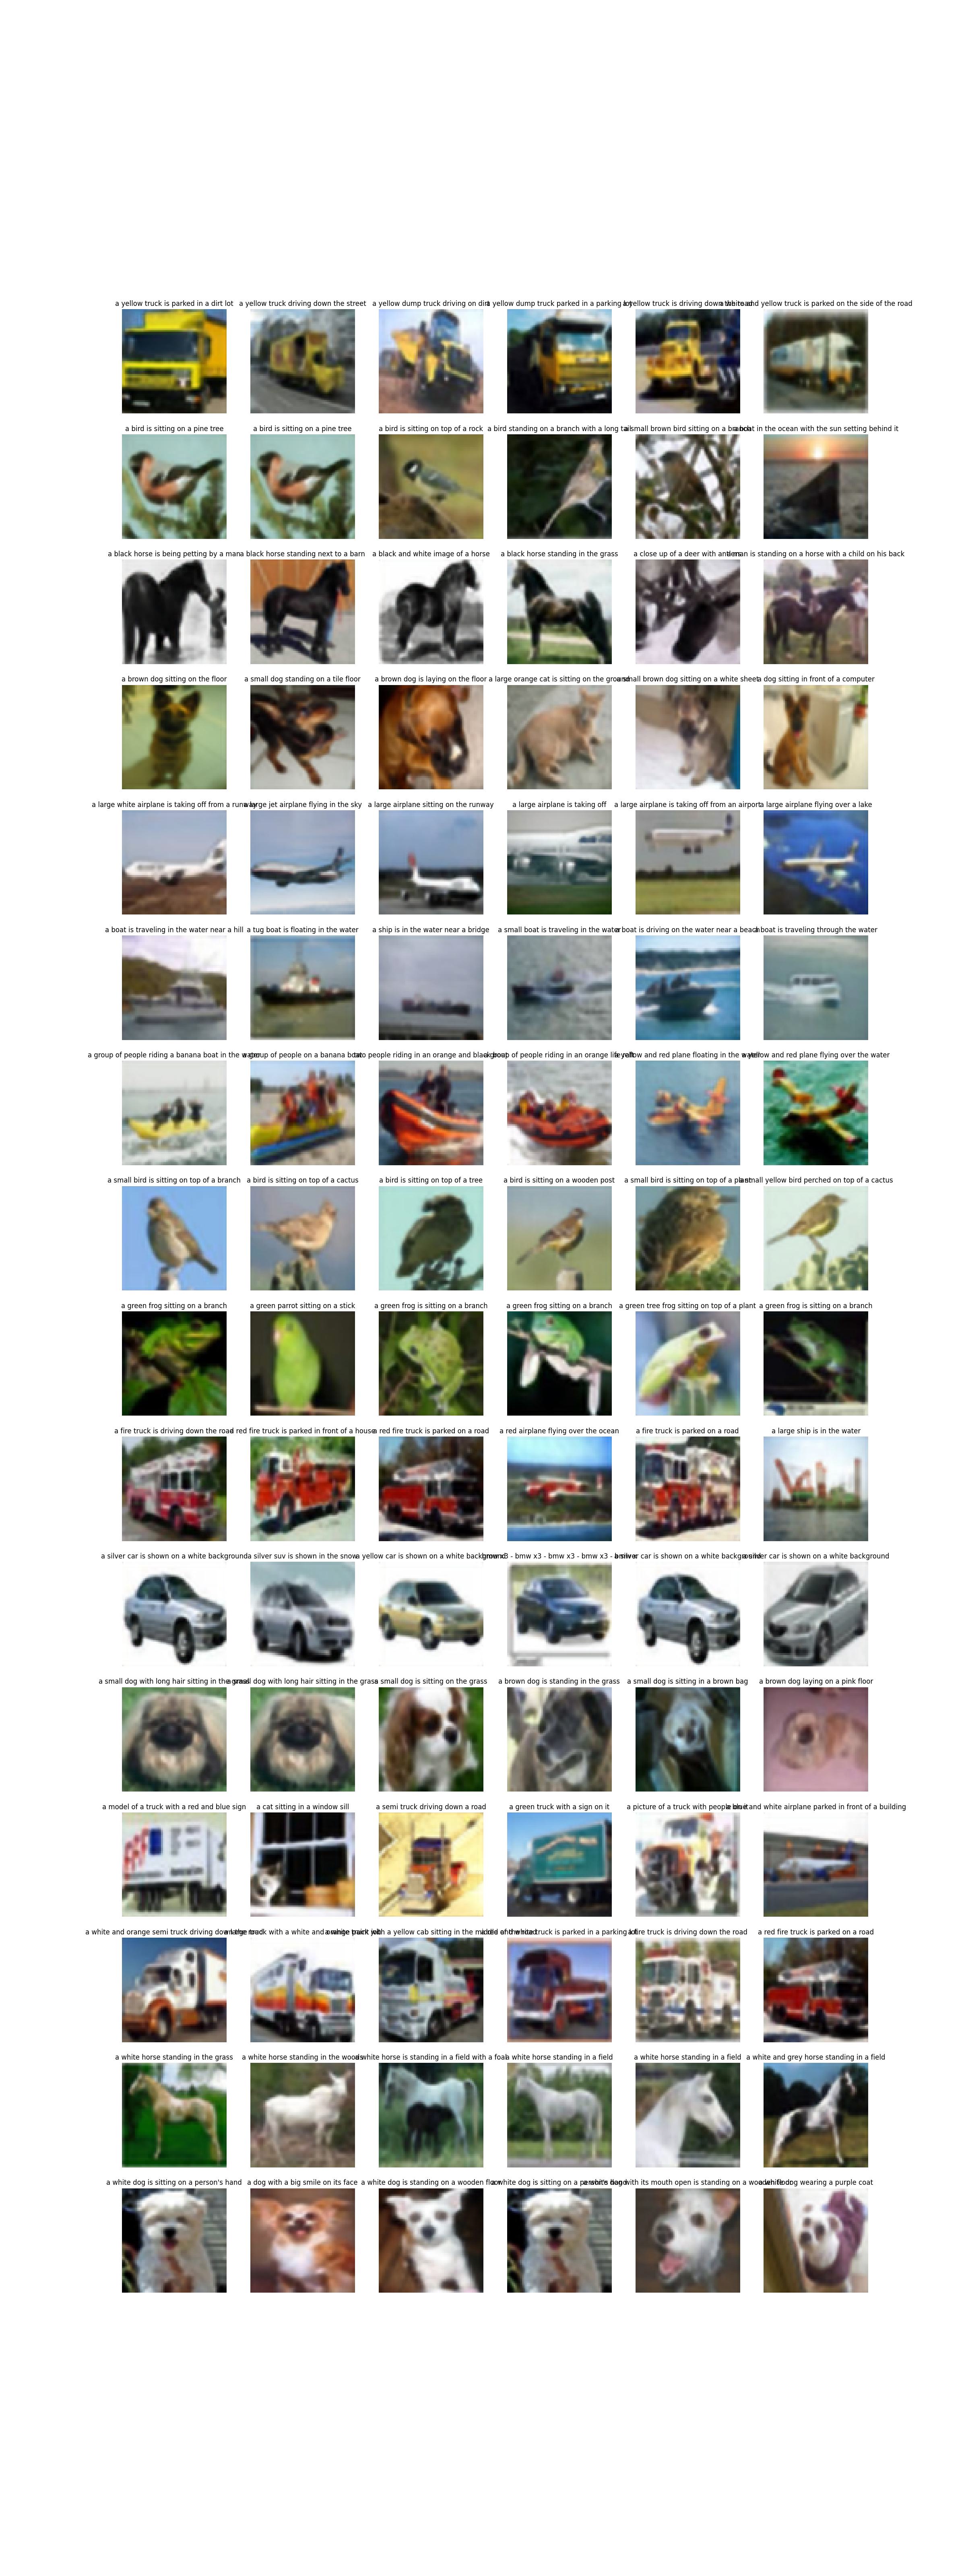 a yellow truck is parked in a dirt lot
a yellow truck driving down the street
a yellow dump truck driving on dirt
a yellow dump truck parked in a parking lot
a yellow truck is driving down the road
a white and yellow truck is parked on the side of the road
a bird is sitting on a pine tree
a bird is sitting on a pine tree
a bird is sitting on top of a rock
a bird standing on a branch with a long tail
a small brown bird sitting on a branch
a boat in the ocean with the sun setting behind it
a black horse is being petting by a man
a black horse standing next to a barn
a black and white image of a horse
a black horse standing in the grass
a close up of a deer with antlers
a man is standing on a horse with a child on his back
a brown dog sitting on the floor
a small dog standing on a tile floor
a brown dog is laying on the floor
a large orange cat is sitting on the ground
a small brown dog sitting on a white sheet
a dog sitting in front of a computer
a large white airplane is taking off from a runway
a large jet airplane flying in the sky
a large airplane sitting on the runway
a large airplane is taking off
a large airplane is taking off from an airport
a large airplane flying over a lake
a boat is traveling in the water near a hill
a tug boat is floating in the water
a ship is in the water near a bridge
a small boat is traveling in the water
a boat is driving on the water near a beach
a boat is traveling through the water
a group of people riding a banana boat in the water
a group of people on a banana boat
two people riding in an orange and black boat
a group of people riding in an orange life raft
a yellow and red plane floating in the water
a yellow and red plane flying over the water
a small bird is sitting on top of a branch
a bird is sitting on top of a cactus
a bird is sitting on top of a tree
a bird is sitting on a wooden post
a small bird is sitting on top of a plant
a small yellow bird perched on top of a cactus
a green frog sitting on a branch
a green parrot sitting on a stick
a green frog is sitting on a branch
a green frog sitting on a branch
a green tree frog sitting on top of a plant
a green frog is sitting on a branch
a fire truck is driving down the road
a red fire truck is parked in front of a house
a red fire truck is parked on a road
a red airplane flying over the ocean
a fire truck is parked on a road
a large ship is in the water
a silver car is shown on a white background
a silver suv is shown in the snow
a yellow car is shown on a white background
bmw x3 - bmw x3 - bmw x3 - bmw x3 - bmw x
a silver car is shown on a white background
a silver car is shown on a white background
a small dog with long hair sitting in the grass
a small dog with long hair sitting in the grass
a small dog is sitting on the grass
a brown dog is standing in the grass
a small dog is sitting in a brown bag
a brown dog laying on a pink floor
a model of a truck with a red and blue sign
a cat sitting in a window sill
a semi truck driving down a road
a green truck with a sign on it
a picture of a truck with people on it
a blue and white airplane parked in front of a building
a white and orange semi truck driving down the road
a large truck with a white and orange paint job
a white truck with a yellow cab sitting in the middle of the road
and white truck is parked in a parking lot
a fire truck is driving down the road
a red fire truck is parked on a road
a white horse standing in the grass
a white horse standing in the woods
a white horse is standing in a field with a foal
a white horse standing in a field
a white horse standing in a field
a white and grey horse standing in a field
a white dog is sitting on a person's hand
a dog with a big smile on its face
a white dog is standing on a wooden floor
a white dog is sitting on a person's hand
a white dog with its mouth open is standing on a wooden floor
a white dog wearing a purple coat